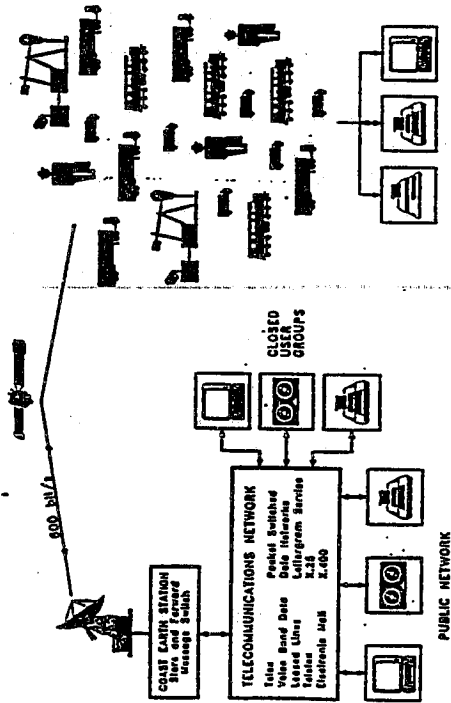 600 bit/s
COAST EARTH STATION
Store and Forward
Message Switch
TELECOMMUNICATIONS NETWORK
Telex
Voice Band Data
Leased Lines
Teletex
Electronic Mail
Packet Switched
Data Networks
Lettergram Service
X.25
X.400
CLOSED
USER
GROUPS
PUBLIC NETWORK